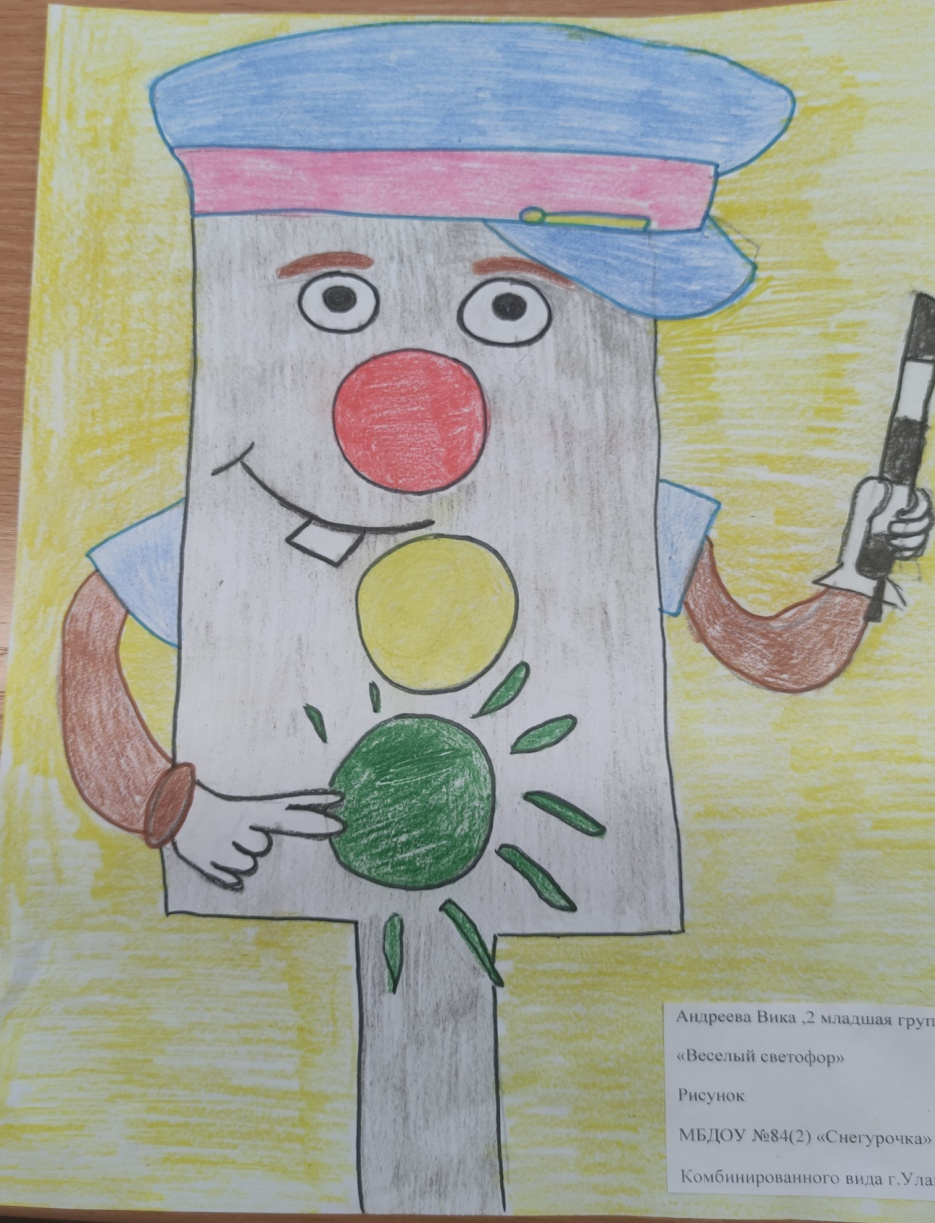 Андреева Вика ,2 младшая груп
«Веселый светофор»
Рисунок
МБДОУ №84(2) «Снегурочка»
Комбинированного вида г.Ула